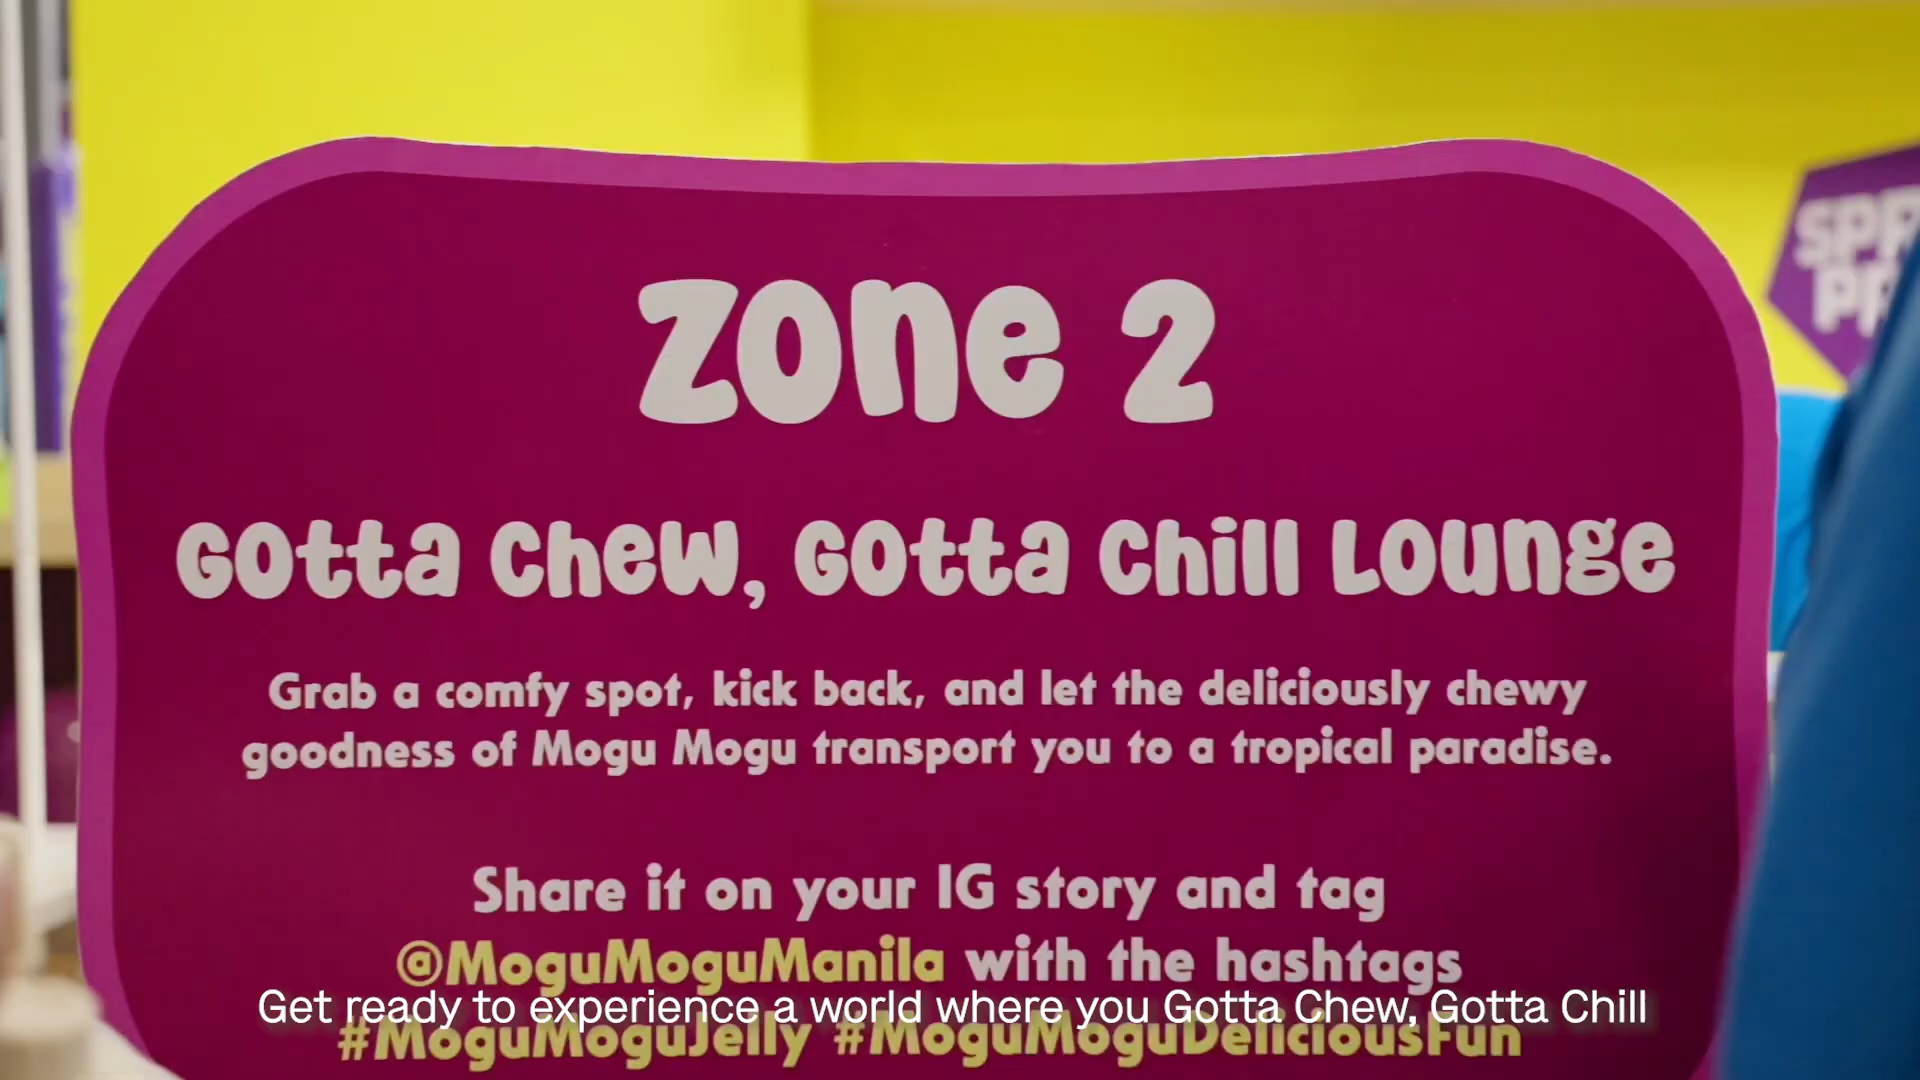 Zone 2
Gotta Chew, Gotta Chill Lounge
Grab a comfy spot, kick back, and let the deliciously chewy
goodness of Mogu Mogu transport you to a tropical paradise.
Share it on your IG story and tag
@MoguMoguManila with the hashtags
#MoguMoguJelly #MoguMoguDeliciousFun
Get ready to experience a world where you Gotta Chew, Gotta Chill